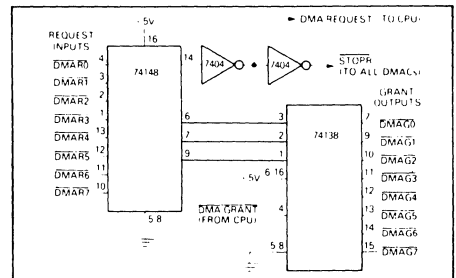 DMA REQUEST (TO CPU)
+5V
16
REQUEST
INPUTS
74148
14
7404
7404
STOPR
(TO ALL DMACs)
4 DMAR0
3 DMAR1
2 DMAR2
1 DMAR3
13 DMAR4
12 DMAR5
11 DMAR6
10 DMAR7
6
7
9
5 8
GRANT
OUTPUTS
3
2
1
74138
+5V
6 16
DMA GRANT
(FROM CPU)
4
5 8
7 DMAG0
9 DMAG1
10 DMAG2
11 DMAG3
12 DMAG4
13 DMAG5
14 DMAG6
15 DMAG7